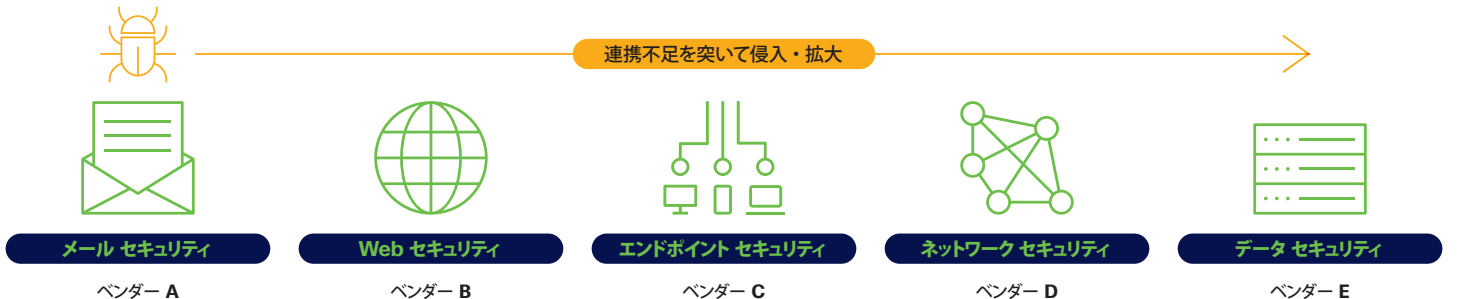 連携不足を突いて侵入・拡大
メール セキュリティ
Web セキュリティ
エンドポイント セキュリティ
ネットワーク セキュリティ
データ セキュリティ
ベンダー A
ベンダー B
ベンダー C
ベンダー D
ベンダー E